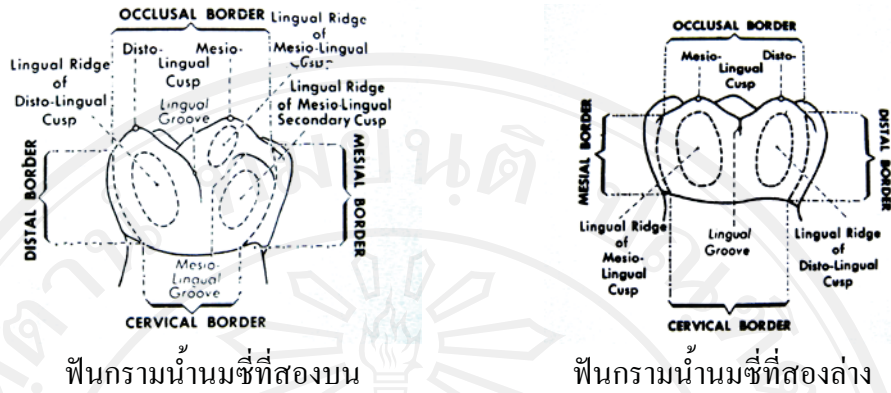 OCCLUSAL BORDER
Disto- Mesio-
Lingual
Cusp
Lingual Ridge
of
Mesio-Lingual
Cusp
Lingual Ridge
of
Disto-Lingual
Cusp
Lingual
Groove
Lingual Ridge
of Mesio-Lingual
Secondary Cusp
DISTAL BORDER
MESIAL BORDER
Mesio-
Lingual
Groove
CERVICAL BORDER
ฟันกรามน้ำนมซี่ที่สองบน
OCCLUSAL BORDER
Mesio- Disto-
Lingual
Cusp
MESIAL BORDER
DISTAL BORDER
Lingual Ridge
of
Mesio-
Lingual
Cusp
Lingual
Groove
Lingual Ridge
of
Disto-Lingual
Cusp
CERVICAL BORDER
ฟันกรามน้ำนมซี่ที่สองล่าง